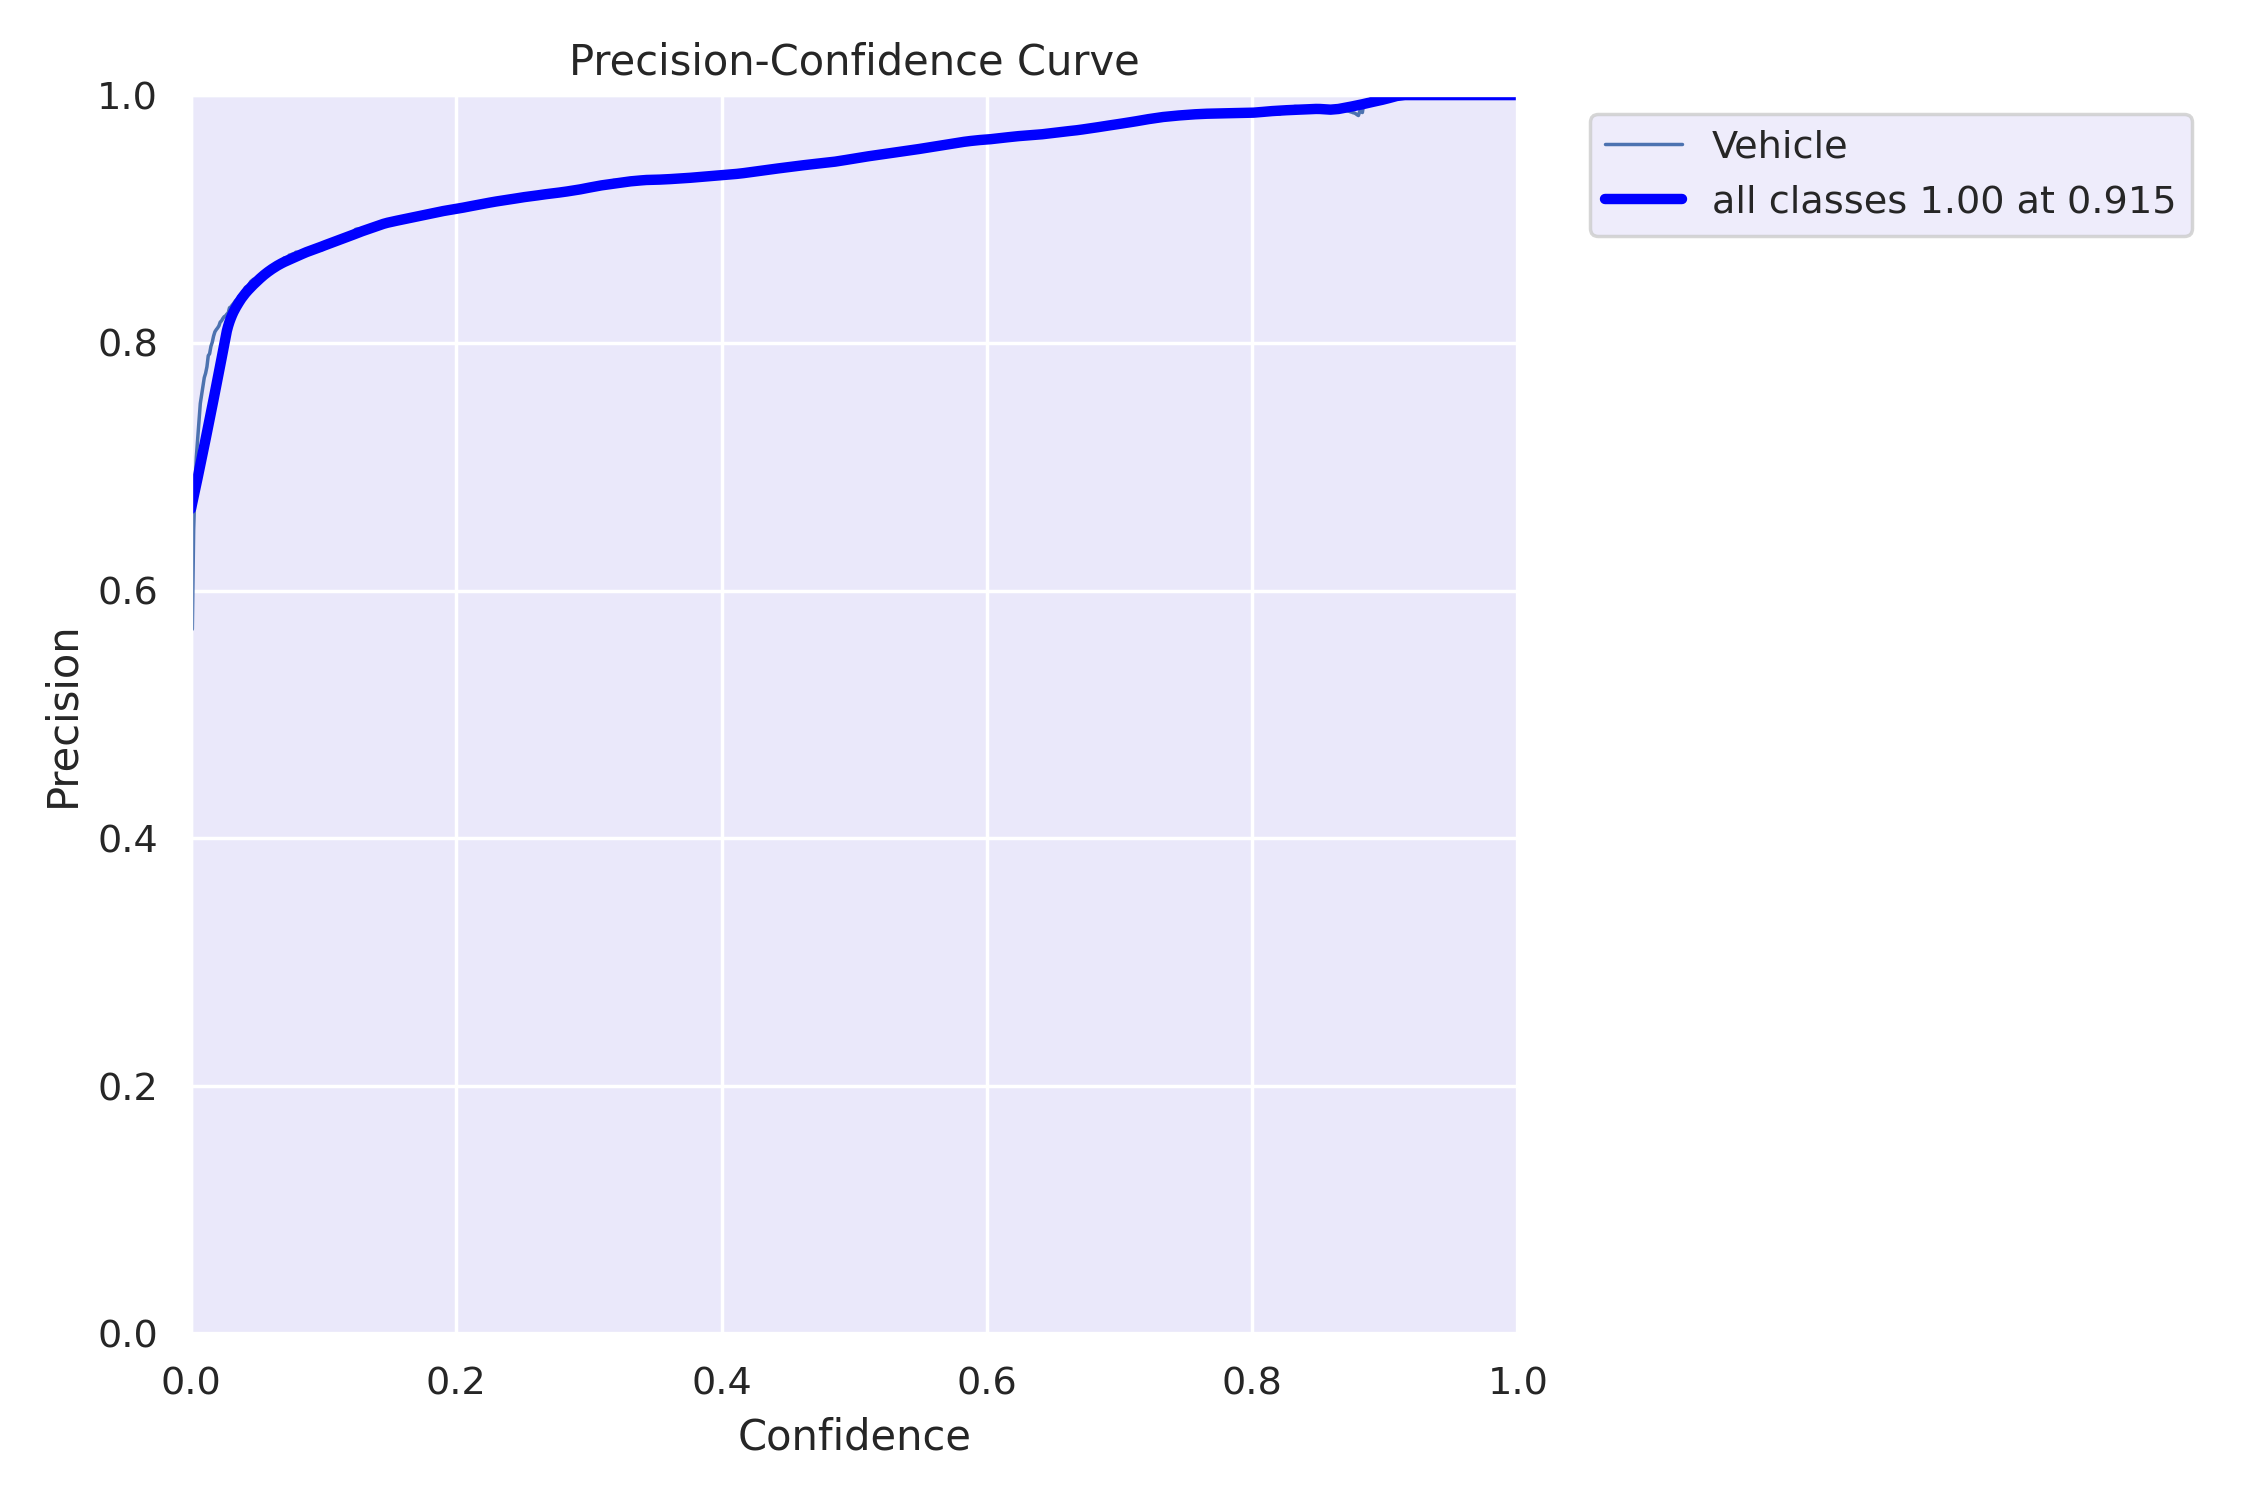 Precision-Confidence Curve
1.0
0.8
0.6
0.4
0.2
0.0
Precision
0.0 0.2 0.4 0.6 0.8 1.0
Confidence
Vehicle
all classes 1.00 at 0.915